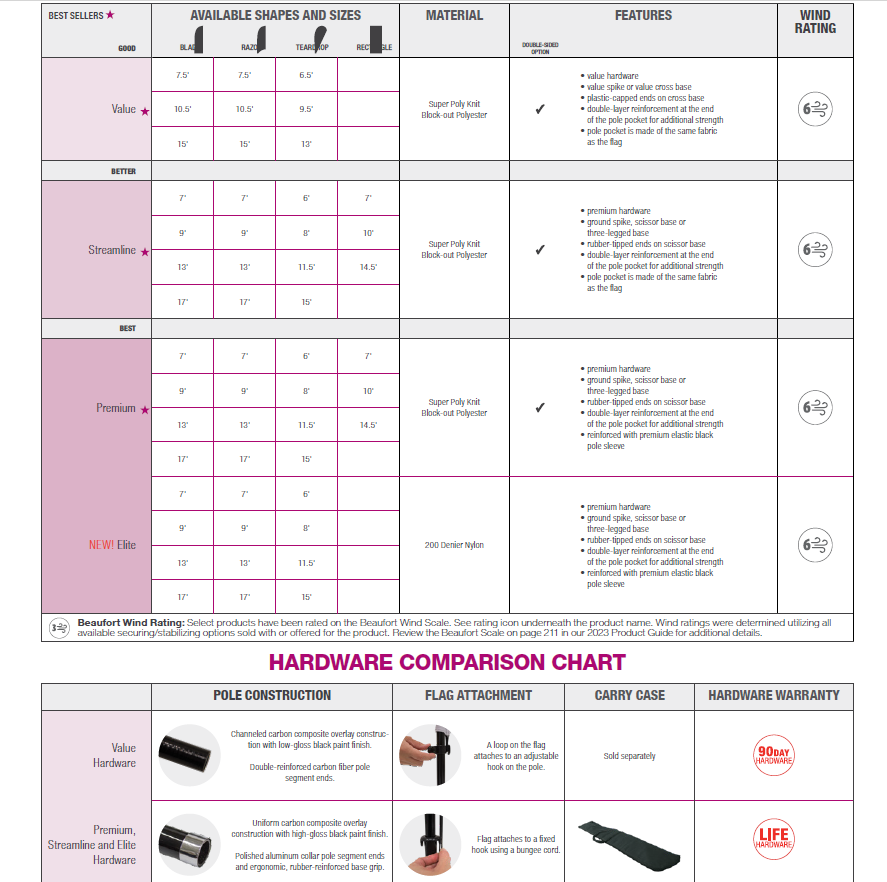 BEST SELLERS ★
AVAILABLE SHAPES AND SIZES
MATERIAL
FEATURES
WIND
RATING
GOOD
BLADE
RAZOR
TEARDROP
RECTANGLE
DOUBLE-SIDED
OPTION
Value ★
7.5' 7.5' 6.5'
10.5' 10.5' 9.5'
15' 15' 13'
Super Poly Knit
Block-out Polyester
✓
• value hardware
• value spike or value cross base
• plastic-capped ends on cross base
• double-layer reinforcement at the end
of the pole pocket for additional strength
• pole pocket is made of the same fabric
as the flag
6
BETTER
Streamline ★
7' 7' 6' 7'
9' 9' 8' 10'
13' 13' 11.5' 14.5'
17' 17' 15'
Super Poly Knit
Block-out Polyester
✓
• premium hardware
• ground spike, scissor base or
three-legged base
• rubber-tipped ends on scissor base
• double-layer reinforcement at the end
of the pole pocket for additional strength
• pole pocket is made of the same fabric
as the flag
6
BEST
Premium ★
7' 7' 6' 7'
9' 9' 8' 10'
13' 13' 11.5' 14.5'
17' 17' 15'
Super Poly Knit
Block-out Polyester
✓
• premium hardware
• ground spike, scissor base or
three-legged base
• rubber-tipped ends on scissor base
• double-layer reinforcement at the end
of the pole pocket for additional strength
• reinforced with premium elastic black
pole sleeve
6
NEW! Elite
7' 7' 6'
9' 9' 8'
13' 13' 11.5'
17' 17' 15'
200 Denier Nylon
• premium hardware
• ground spike, scissor base or
three-legged base
• rubber-tipped ends on scissor base
• double-layer reinforcement at the end
of the pole pocket for additional strength
• reinforced with premium elastic black
pole sleeve
6
3
Beaufort Wind Rating: Select products have been rated on the Beaufort Wind Scale. See rating icon underneath the product name. Wind ratings were determined utilizing all
available securing/stabilizing options sold with or offered for the product. Review the Beaufort Scale on page 211 in our 2023 Product Guide for additional details.
HARDWARE COMPARISON CHART
POLE CONSTRUCTION
FLAG ATTACHMENT
CARRY CASE
HARDWARE WARRANTY
Value
Hardware
Channeled carbon composite overlay construc-
tion with low-gloss black paint finish.
Double-reinforced carbon fiber pole
segment ends.
A loop on the flag
attaches to an adjustable
hook on the pole.
Sold separately
90DAY
HARDWARE
Premium,
Streamline and Elite
Hardware
Uniform carbon composite overlay
construction with high-gloss black paint finish.
Polished aluminum collar pole segment ends
and ergonomic, rubber-reinforced base grip.
Flag attaches to a fixed
hook using a bungee cord.
LIFE
HARDWARE